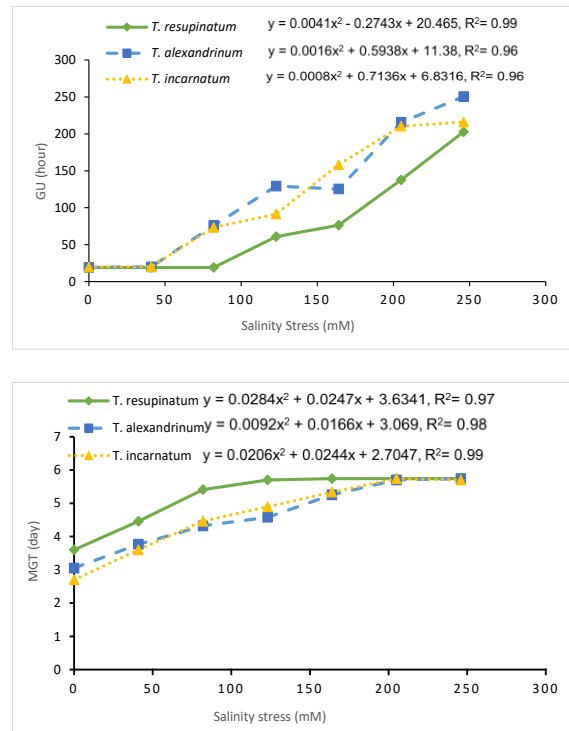 T. resupinatum y = 0.0041x² - 0.2743x + 20.465, R²= 0.99
T. alexandrinum y = 0.0016x² + 0.5938x + 11.38, R²= 0.96
T. incarnatum y = 0.0008x² + 0.7136x + 6.8316, R²= 0.96
300
250
200
150
100
50
0
GU (hour)
0 50 100 150 200 250 300
Salinity Stress (mM)
T. resupinatum y = 0.0284x² + 0.0247x + 3.6341, R²= 0.97
T. alexandrinum y = 0.0092x² + 0.0166x + 3.069, R²= 0.98
T. incarnatum y = 0.0206x² + 0.0244x + 2.7047, R²= 0.99
7
6
5
4
3
2
1
0
MGT (day)
0 50 100 150 200 250 300
Salinity stress (mM)